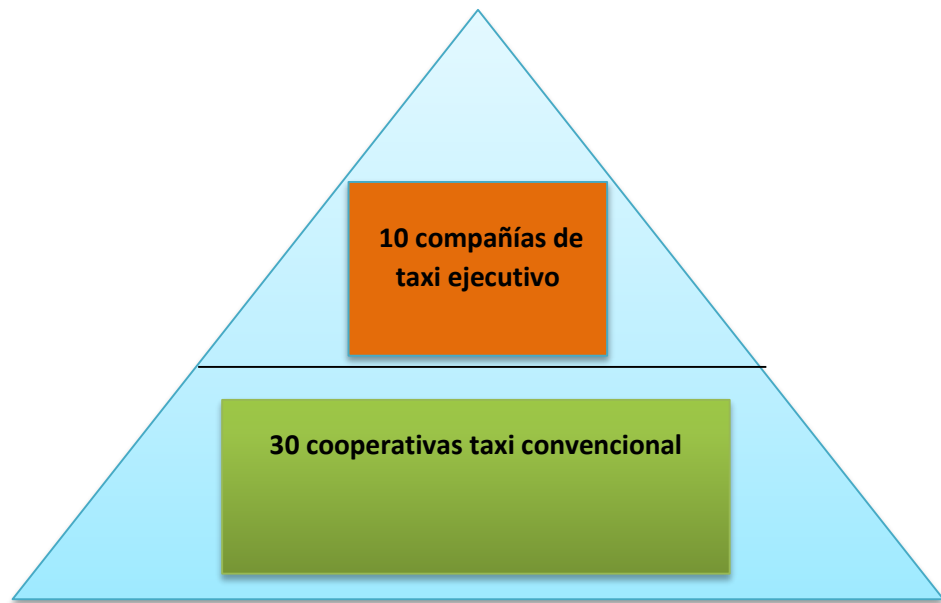 10 compañías de
taxi ejecutivo
30 cooperativas taxi convencional